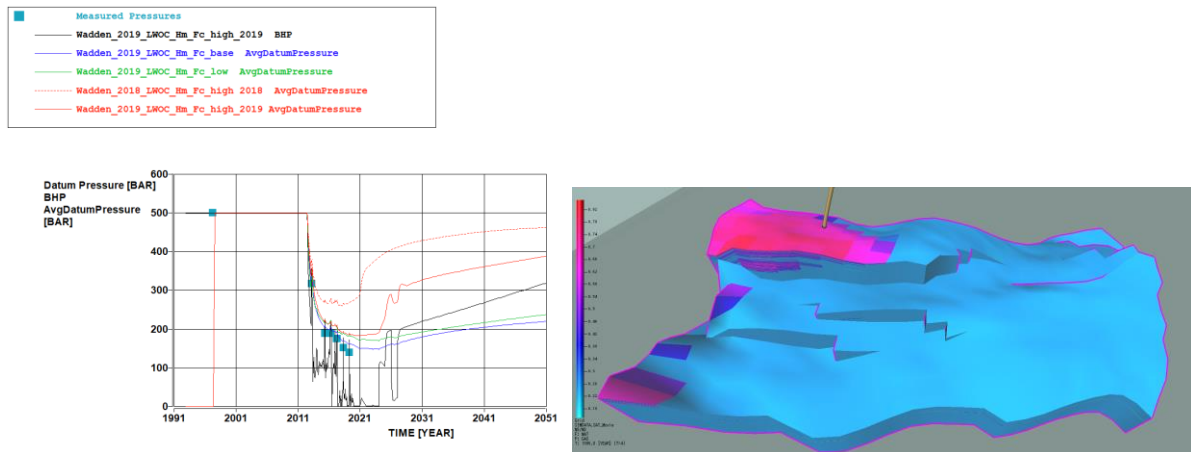 Measured Pressures
Wadden_2019_LWOC_Hm_Fc_high_2019 BHP
Wadden_2019_LWOC_Hm_Fc_base AvgDatumPressure
Wadden_2019_LWOC_Hm_Fc_low AvgDatumPressure
Wadden_2018_LWOC_Hm_Fc_high 2018 AvgDatumPressure
Wadden_2019_LWOC_Hm_Fc_high_2019 AvgDatumPressure
Datum Pressure [BAR]
BHP
AvgDatumPressure
[BAR]
600
500
400
300
200
100
0
1991 2001 2011 2021 2031 2041 2051
TIME [YEAR]